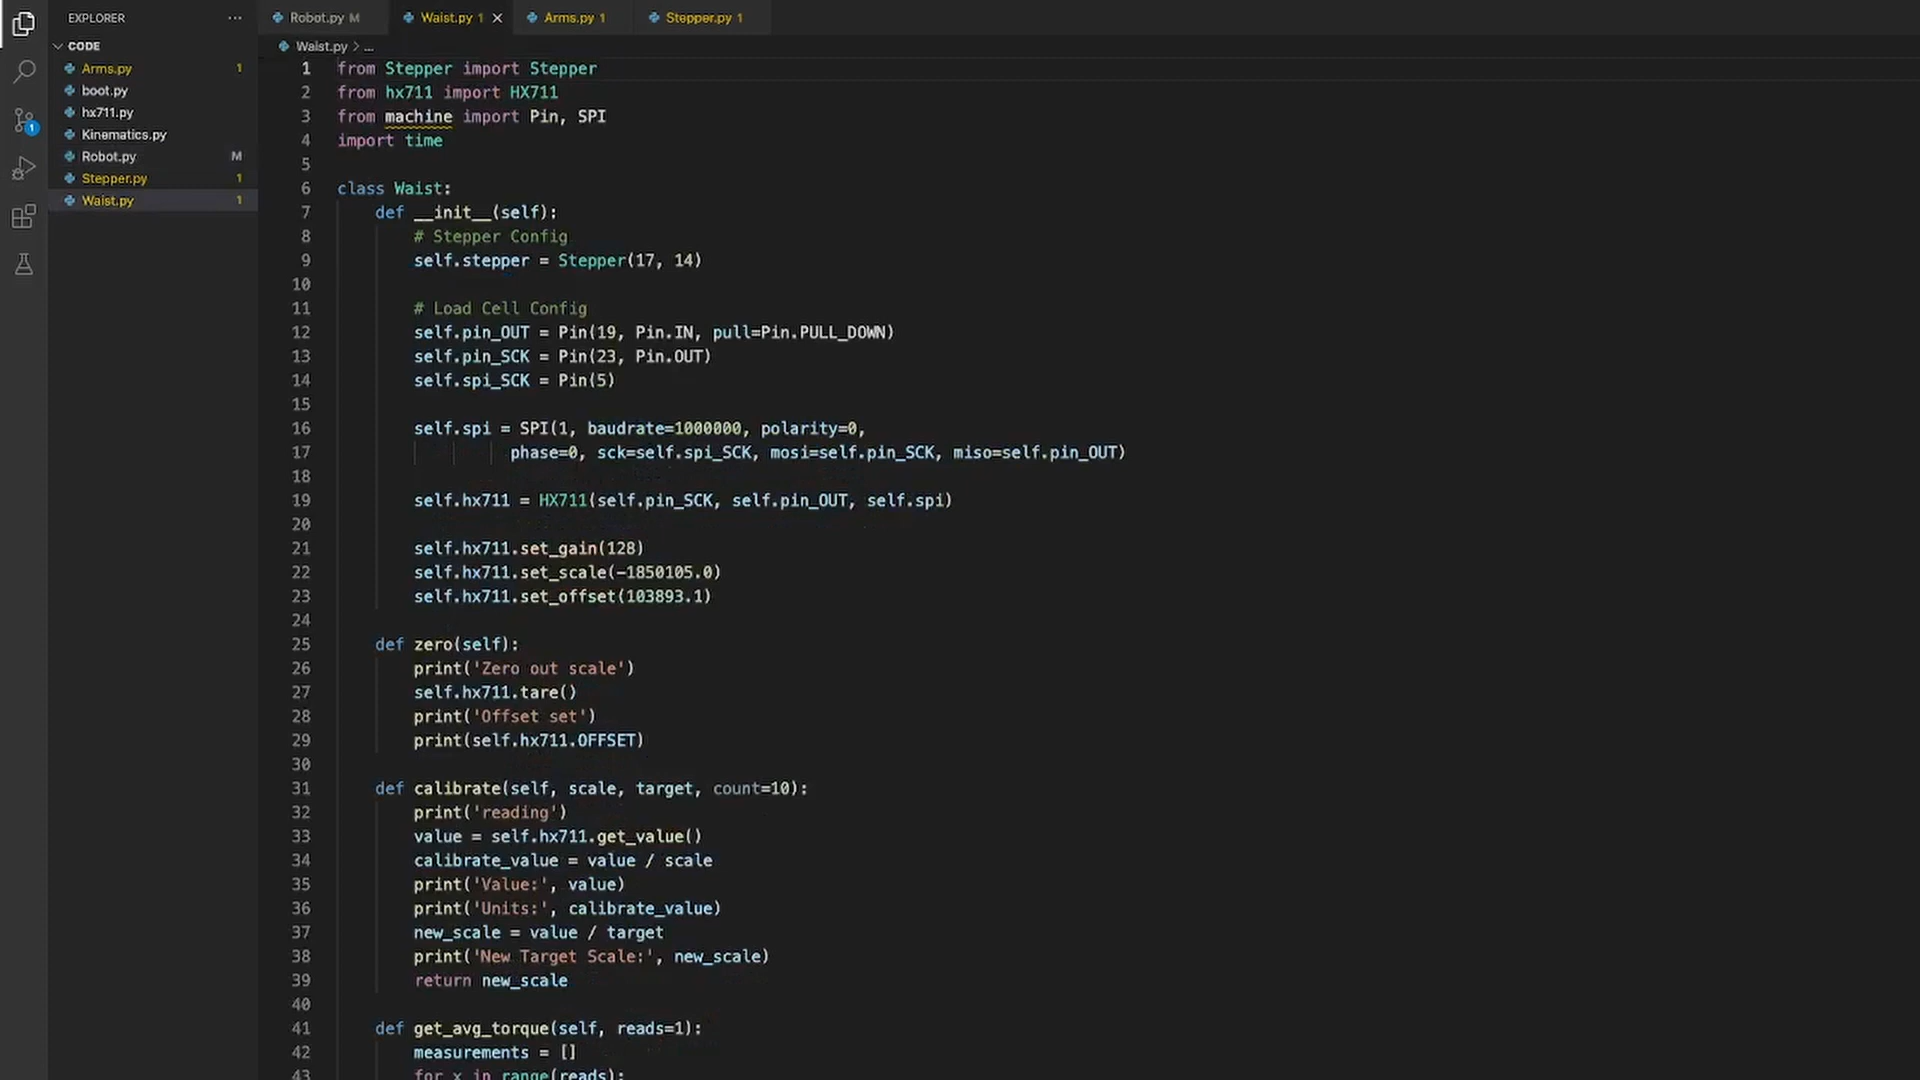 EXPLORER
CODE
Arms.py 1
boot.py
hx711.py
Kinematics.py
Robot.py M
Stepper.py 1
Waist.py 1
1
Robot.py M
Waist.py 1
Arms.py 1
Stepper.py 1
Waist.py > ...
1 from Stepper import Stepper
2 from hx711 import HX711
3 from machine import Pin, SPI
4 import time
5
6 class Waist:
7 def __init__(self):
8 # Stepper Config
9 self.stepper = Stepper(17, 14)
10
11 # Load Cell Config
12 self.pin_OUT = Pin(19, Pin.IN, pull=Pin.PULL_DOWN)
13 self.pin_SCK = Pin(23, Pin.OUT)
14 self.spi_SCK = Pin(5)
15
16 self.spi = SPI(1, baudrate=1000000, polarity=0,
17 phase=0, sck=self.spi_SCK, mosi=self.pin_SCK, miso=self.pin_OUT)
18
19 self.hx711 = HX711(self.pin_SCK, self.pin_OUT, self.spi)
20
21 self.hx711.set_gain(128)
22 self.hx711.set_scale(-1850105.0)
23 self.hx711.set_offset(103893.1)
24
25 def zero(self):
26 print('Zero out scale')
27 self.hx711.tare()
28 print('Offset set')
29 print(self.hx711.OFFSET)
30
31 def calibrate(self, scale, target, count=10):
32 print('reading')
33 value = self.hx711.get_value()
34 calibrate_value = value / scale
35 print('Value:', value)
36 print('Units:', calibrate_value)
37 new_scale = value / target
38 print('New Target Scale:', new_scale)
39 return new_scale
40
41 def get_avg_torque(self, reads=1):
42 measurements = []
43 for x in range(reads):